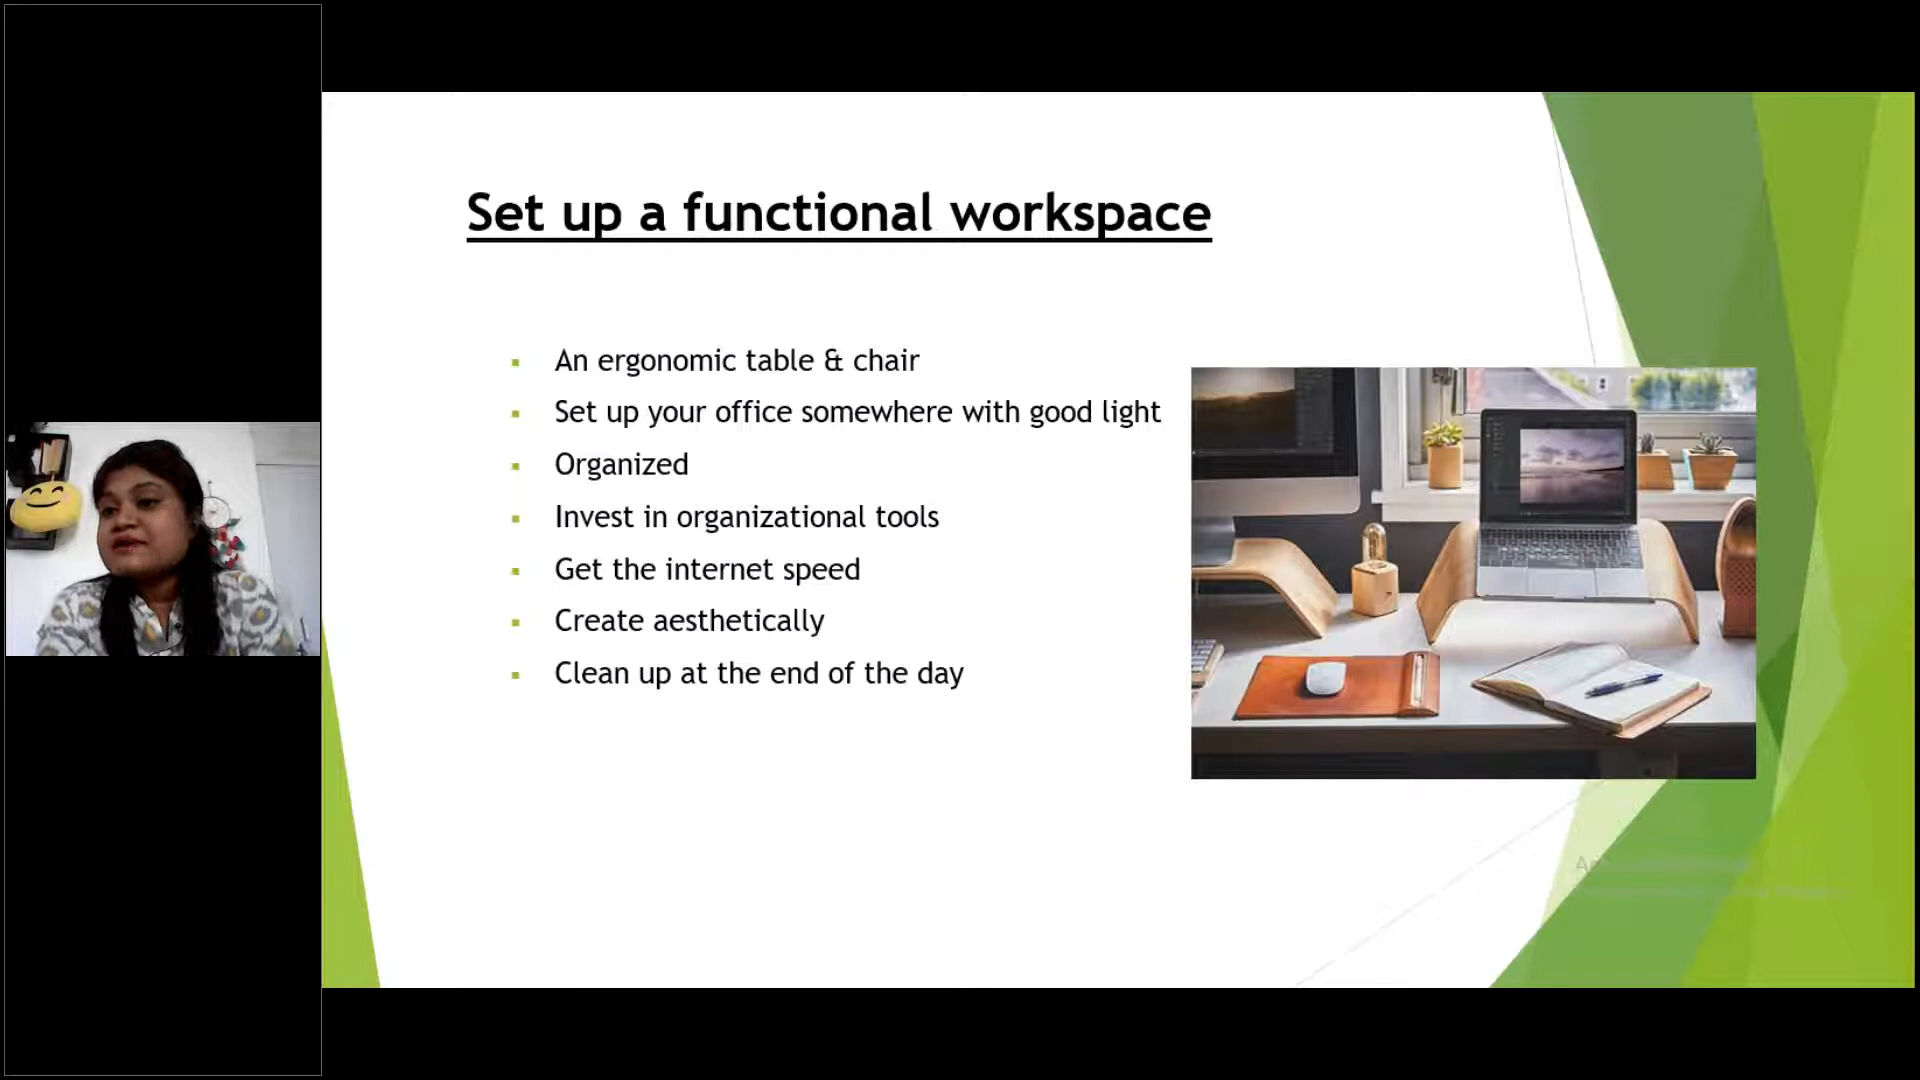 Set up a functional workspace
An ergonomic table & chair
Set up your office somewhere with good light
Organized
Invest in organizational tools
Get the internet speed
Create aesthetically
Clean up at the end of the day